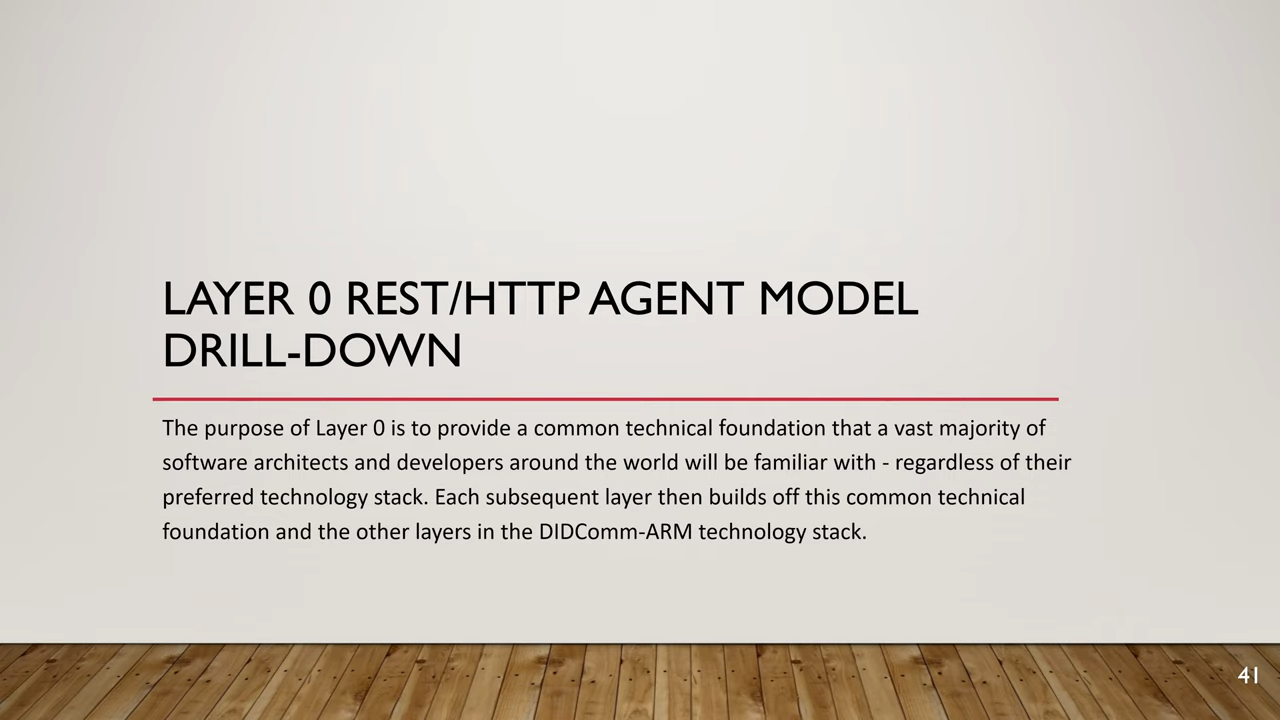 LAYER 0 REST/HTTP AGENT MODEL
DRILL-DOWN
The purpose of Layer 0 is to provide a common technical foundation that a vast majority of
software architects and developers around the world will be familiar with - regardless of their
preferred technology stack. Each subsequent layer then builds off this common technical
foundation and the other layers in the DIDComm-ARM technology stack.
41